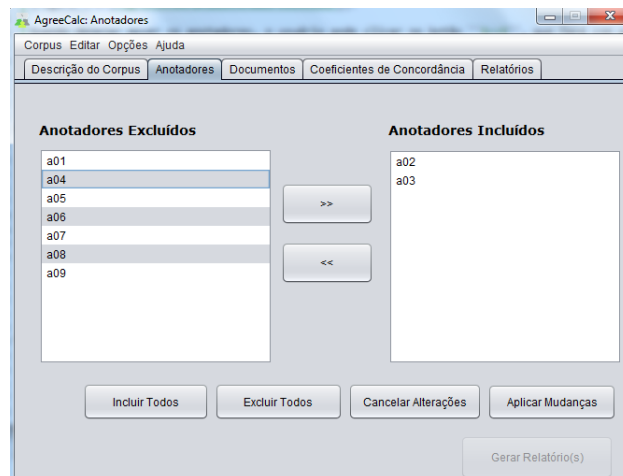 AgreeCalc: Anotadores
Corpus Editar Opções Ajuda
Descrição do Corpus Anotadores Documentos Coeficientes de Concordância Relatórios
Anotadores Excluídos
a01
a04
a05
a06
a07
a08
a09
>>
<<
Anotadores Incluídos
a02
a03
Incluir Todos Excluir Todos Cancelar Alterações Aplicar Mudanças
Gerar Relatório(s)